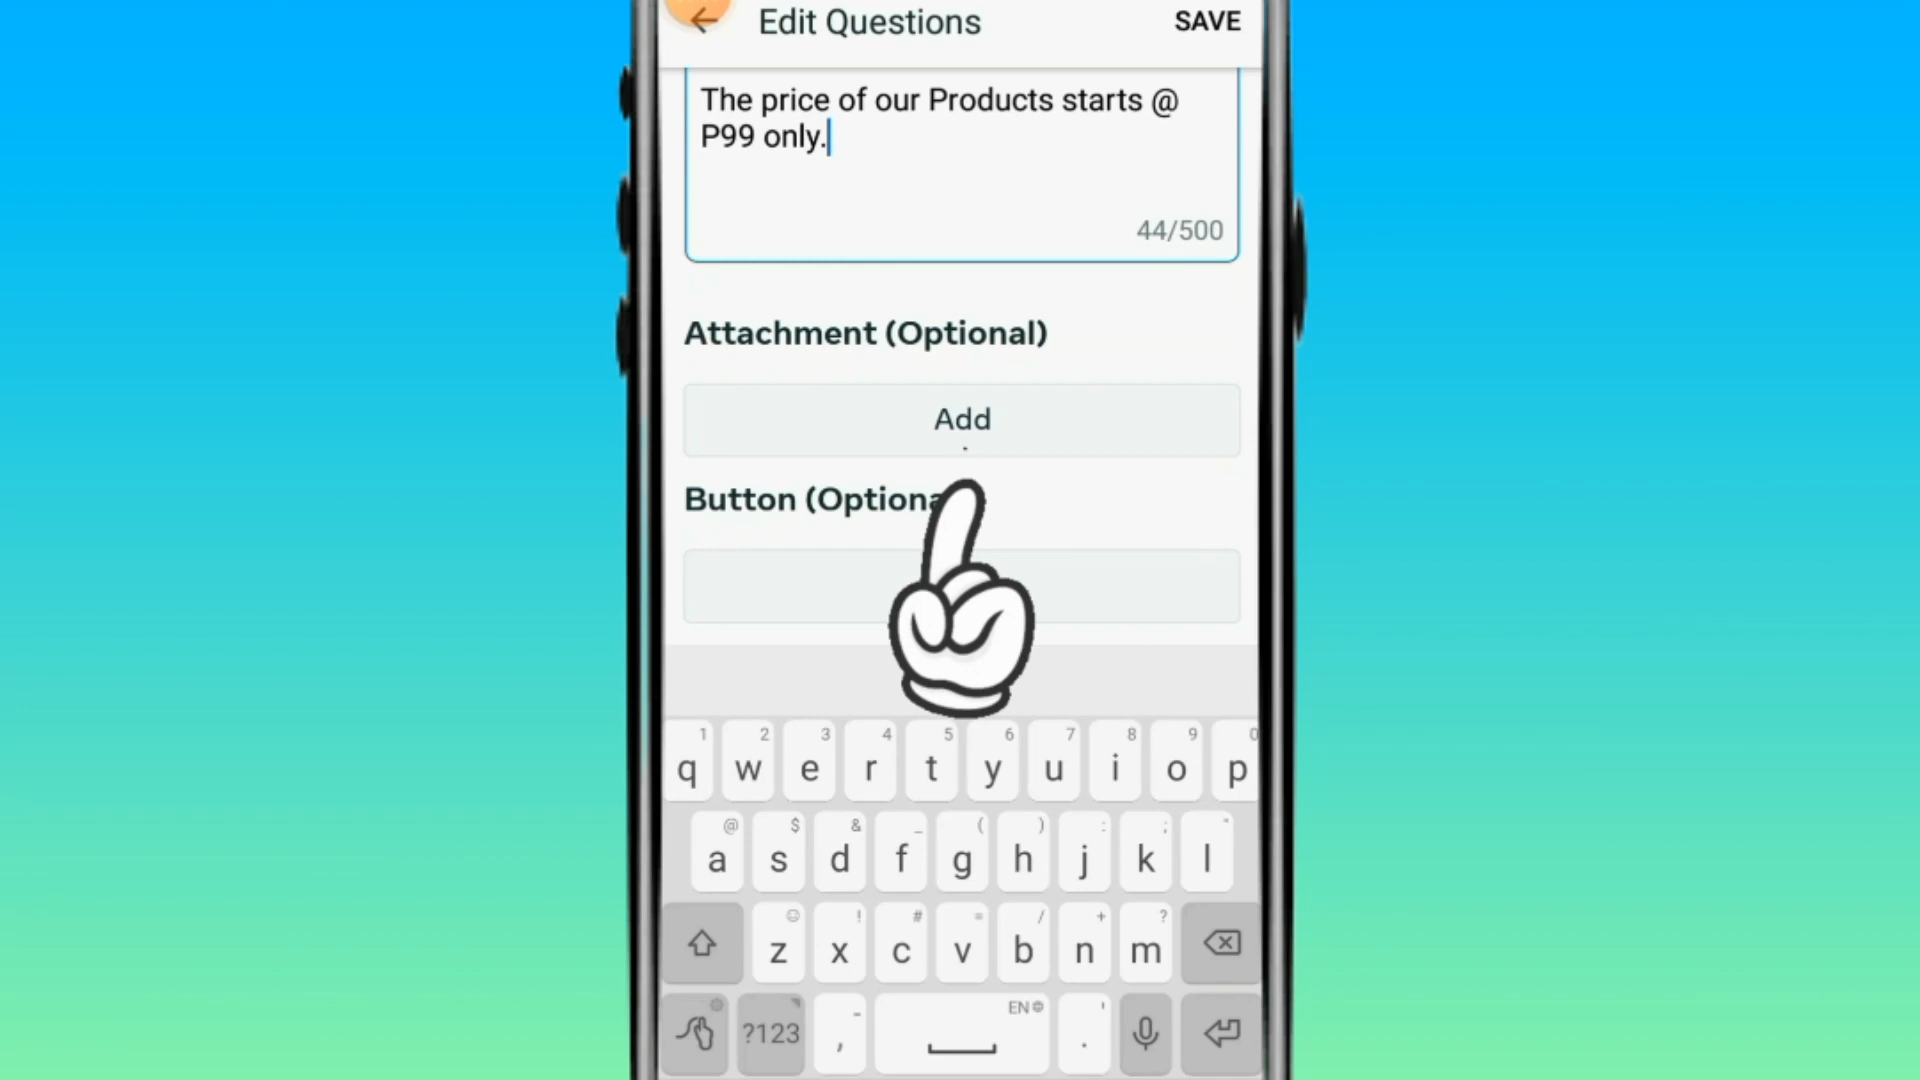 Edit Questions SAVE
The price of our Products starts @
P99 only.
44/500
Attachment (Optional)
Add
Button (Optiona
1 2 3 4 5 6 7 8 9 0
q w e r t y u i o p
@ $ & _ ( ) : ; "
a s d f g h j k l
! # = / + ?
z x c v b n m
EN
?123 , - . '